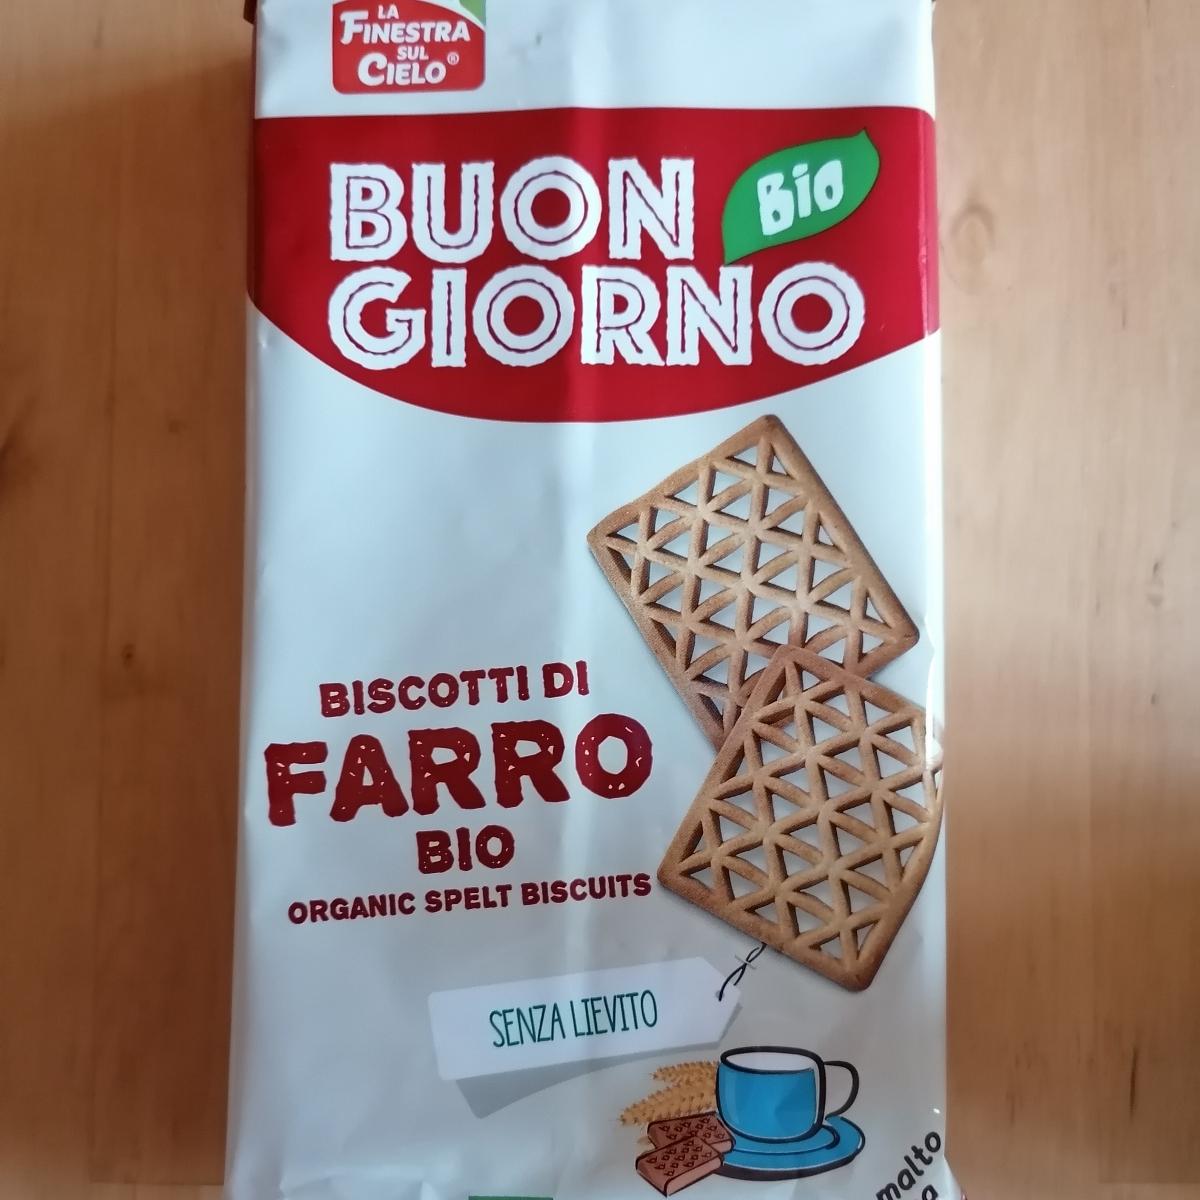 LA
FINESTRA
SUL
CIELO®
BUON
Bio
GIORNO
BISCOTTI DI
FARRO
BIO
ORGANIC SPELT BISCUITS
SENZA LIEVITO
malto